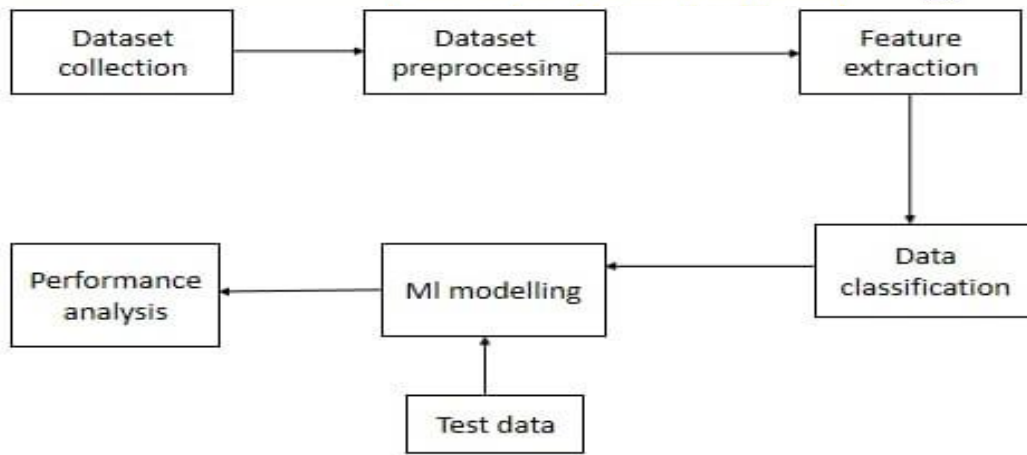 Dataset
collection
Dataset
preprocessing
Feature
extraction
Data
classification
Ml modelling
Performance
analysis
Test data